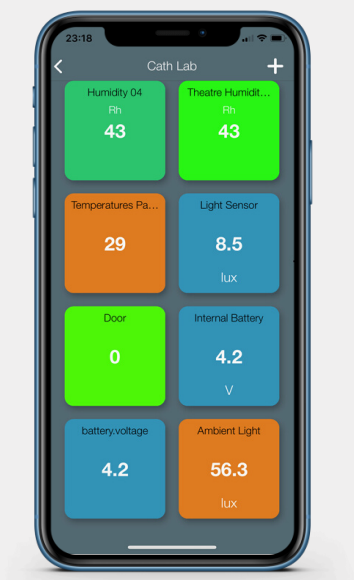 23:18
Cath Lab
Humidity 04
Rh
43
Theatre Humidit...
Rh
43
Temperatures Pa...
29
Light Sensor
8.5
lux
Door
0
Internal Battery
4.2
V
battery.voltage
4.2
Ambient Light
56.3
lux